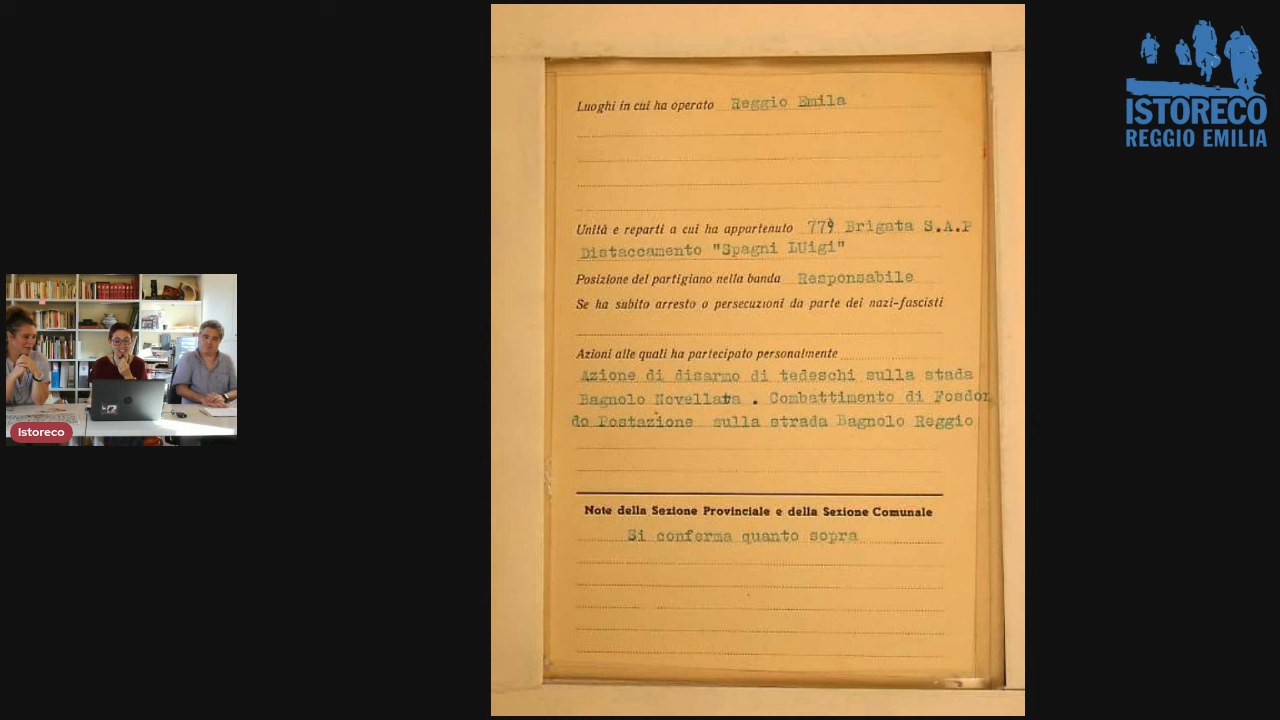 Luoghi in cui ha operato Reggio Emila
Unità e reparti a cui ha appartenuto 77ª Brigata S.A.P
Distaccamento "Spagni LUigi"
Posizione del partigiano nella banda Responsabile
Se ha subito arresto o persecuzioni da parte dei nazi-fascisti
Azioni alle quali ha partecipato personalmente
Azione di disarmo di tedeschi sulla stada
Bagnolo Novellara . Combattimento di Fosdon
do Postazione sulla strada Bagnolo Reggio
Note della Sezione Provinciale e della Sezione Comunale
Si conferma quanto sopra
Istoreco
ISTORECO
REGGIO EMILIA